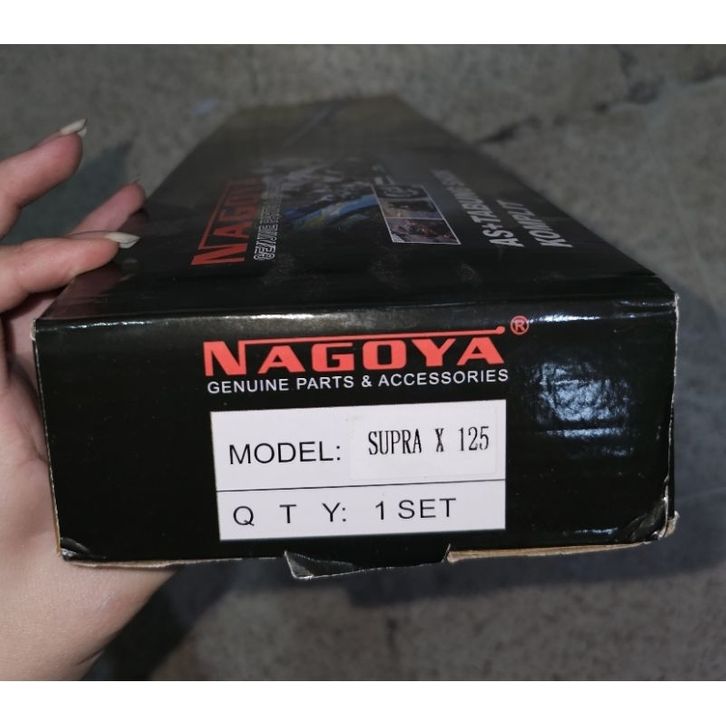 NAGOYA
KOMPLIT
NAGOYA®
GENUINE PARTS & ACCESSORIES
MODEL: SUPRA X 125
Q T Y: 1 SET